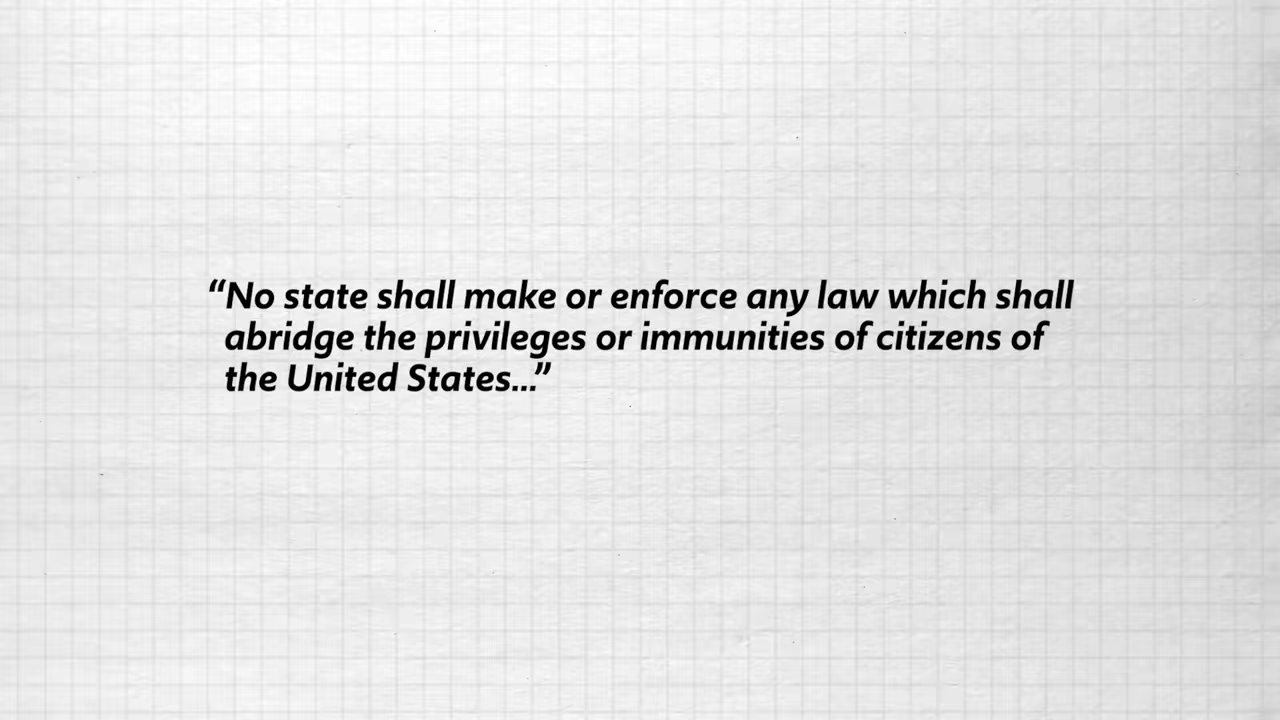 “No state shall make or enforce any law which shall
abridge the privileges or immunities of citizens of
the United States...”